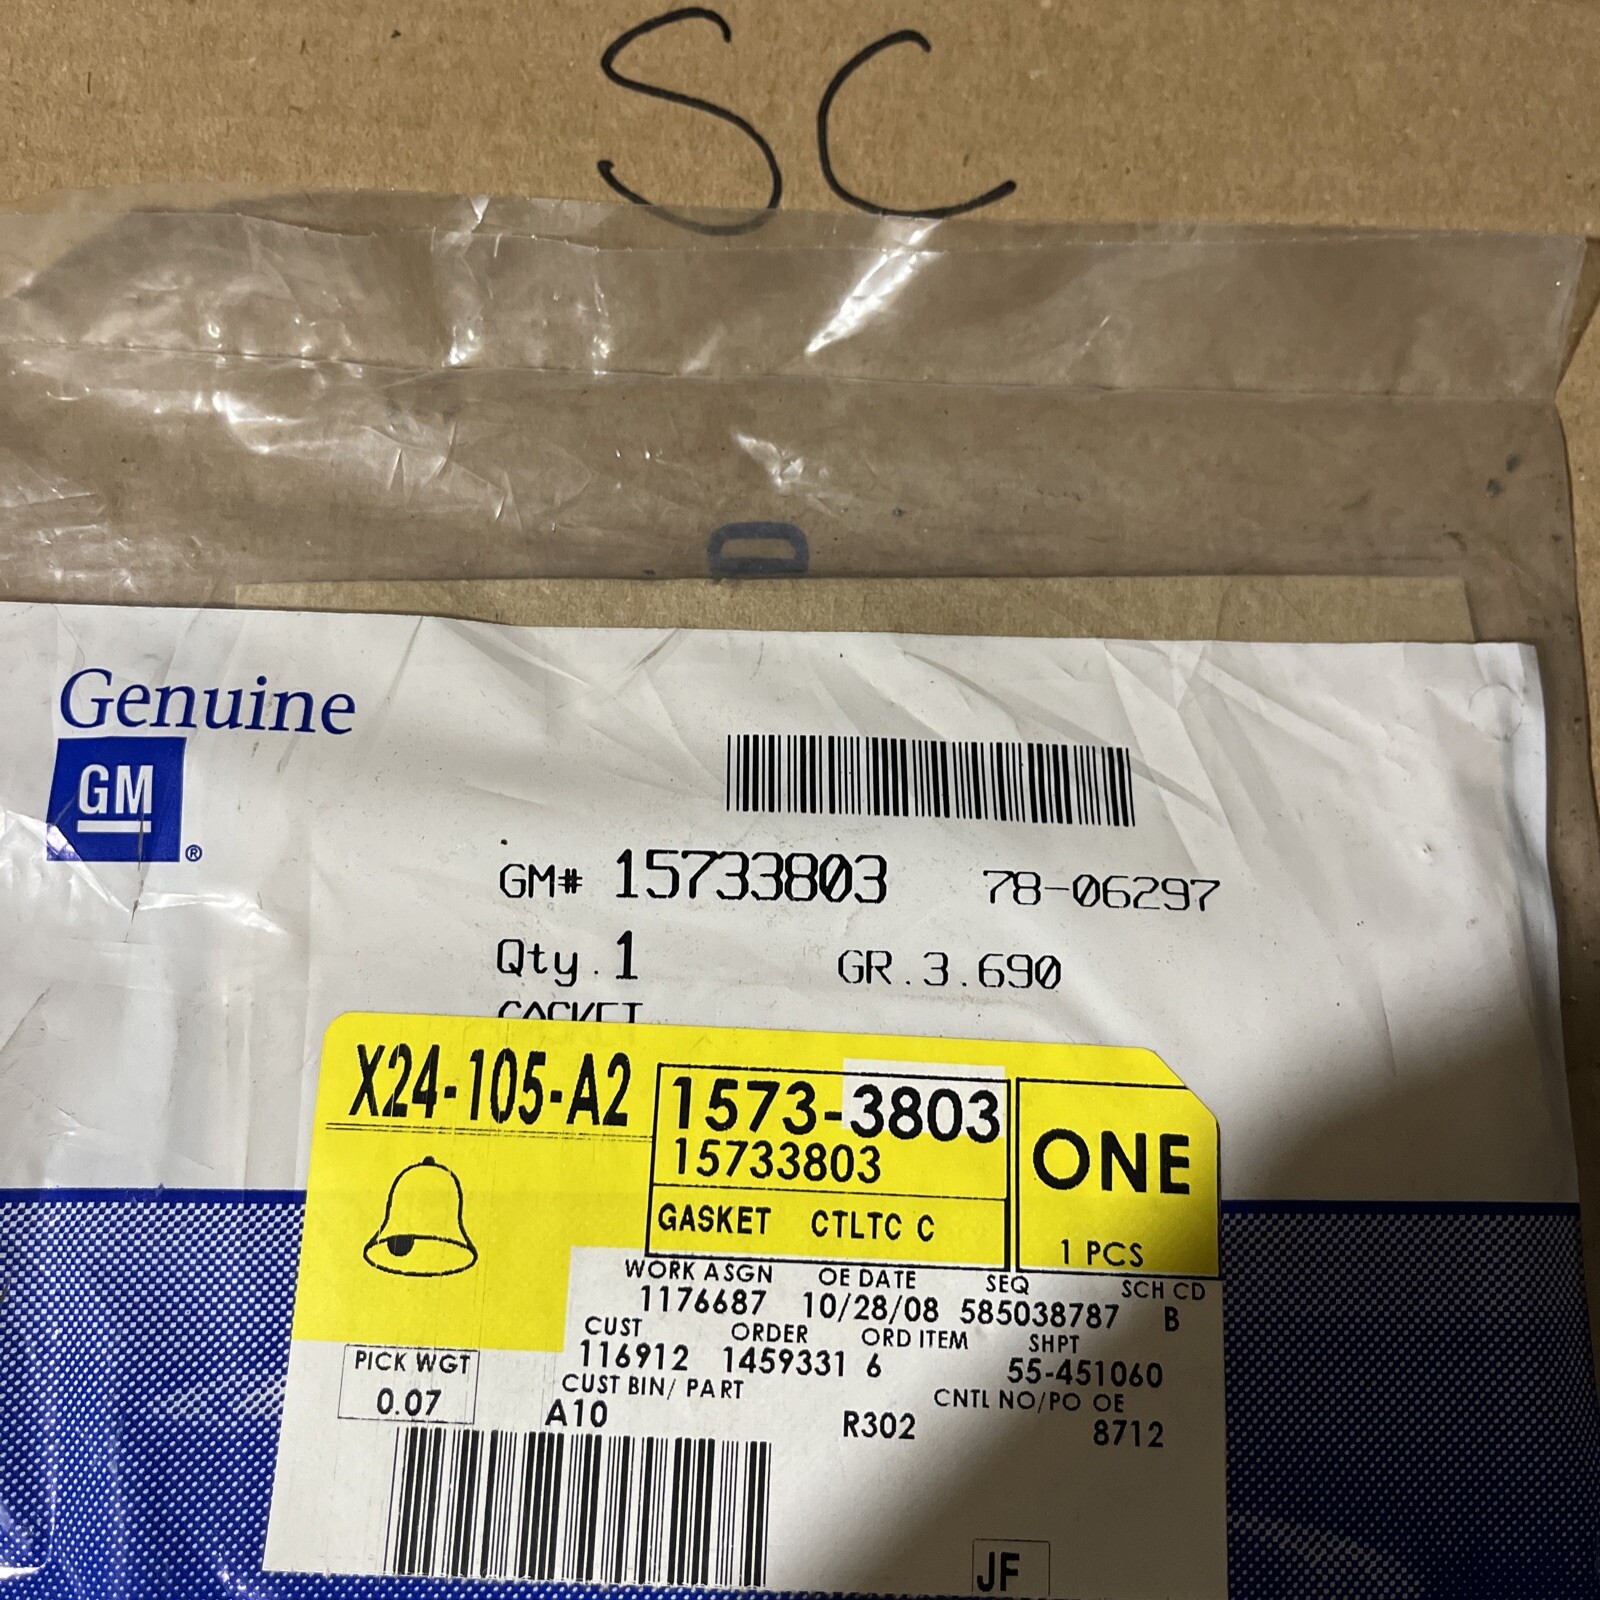 SC
Genuine
GM
®
GM# 15733803 78-06297
Qty.1 GR.3.690
GASKET
X24-105-A2
1573-3803
15733803
GASKET CTLTC C
ONE
1 PCS
WORK ASGN OE DATE SEQ SCH CD
1176687 10/28/08 585038787 B
CUST ORDER ORD ITEM SHPT
116912 1459331 6 55-451060
PICK WGT
0.07
CUST BIN/ PART CNTL NO/PO OE
A10 R302 8712
JF